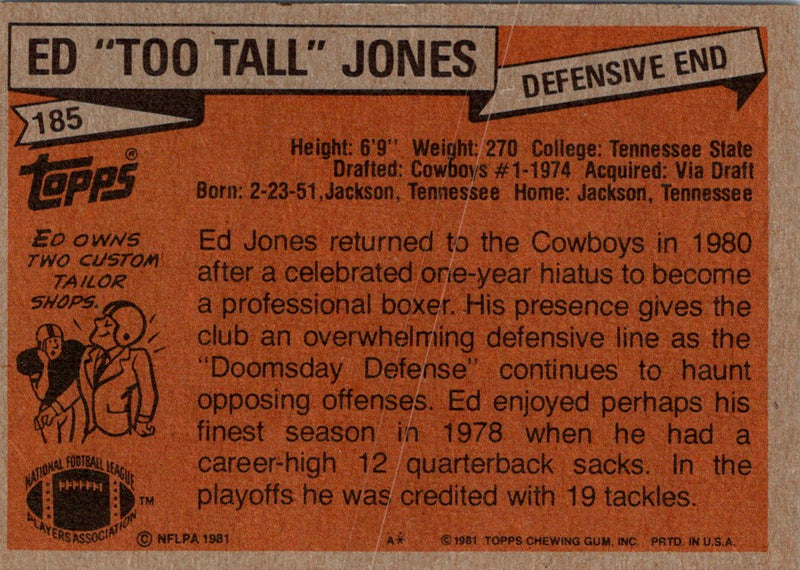 ED "TOO TALL" JONES
DEFENSIVE END
185
Topps®
Height: 6'9" Weight: 270 College: Tennessee State
Drafted: Cowboys #1-1974 Acquired: Via Draft
Born: 2-23-51, Jackson, Tennessee Home: Jackson, Tennessee
ED OWNS
TWO CUSTOM
TAILOR
SHOPS.
Ed Jones returned to the Cowboys in 1980
after a celebrated one-year hiatus to become
a professional boxer. His presence gives the
club an overwhelming defensive line as the
"Doomsday Defense" continues to haunt
opposing offenses. Ed enjoyed perhaps his
finest season in 1978 when he had a
career-high 12 quarterback sacks. In the
playoffs he was credited with 19 tackles.
NATIONAL FOOTBALL LEAGUE
PLAYERS ASSOCIATION
TM
© NFLPA 1981
A*
© 1981 TOPPS CHEWING GUM, INC. PRTD. IN U.S.A.